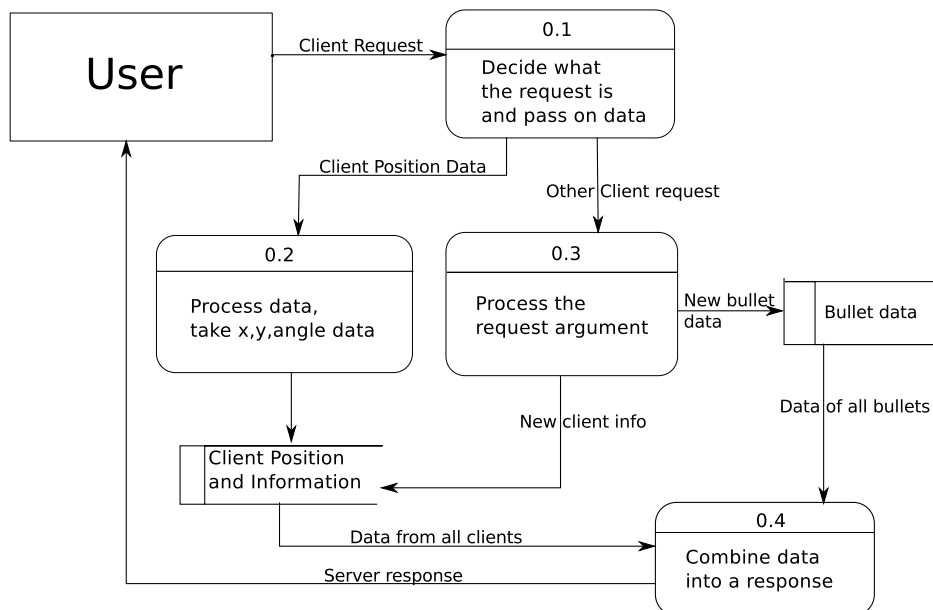 User
Client Request
0.1
Decide what
the request is
and pass on data
Client Position Data
Other Client request
0.2
Process data,
take x,y,angle data
0.3
Process the
request argument
New bullet
data
Bullet data
New client info
Data of all bullets
Client Position
and Information
Data from all clients
0.4
Combine data
into a response
Server response